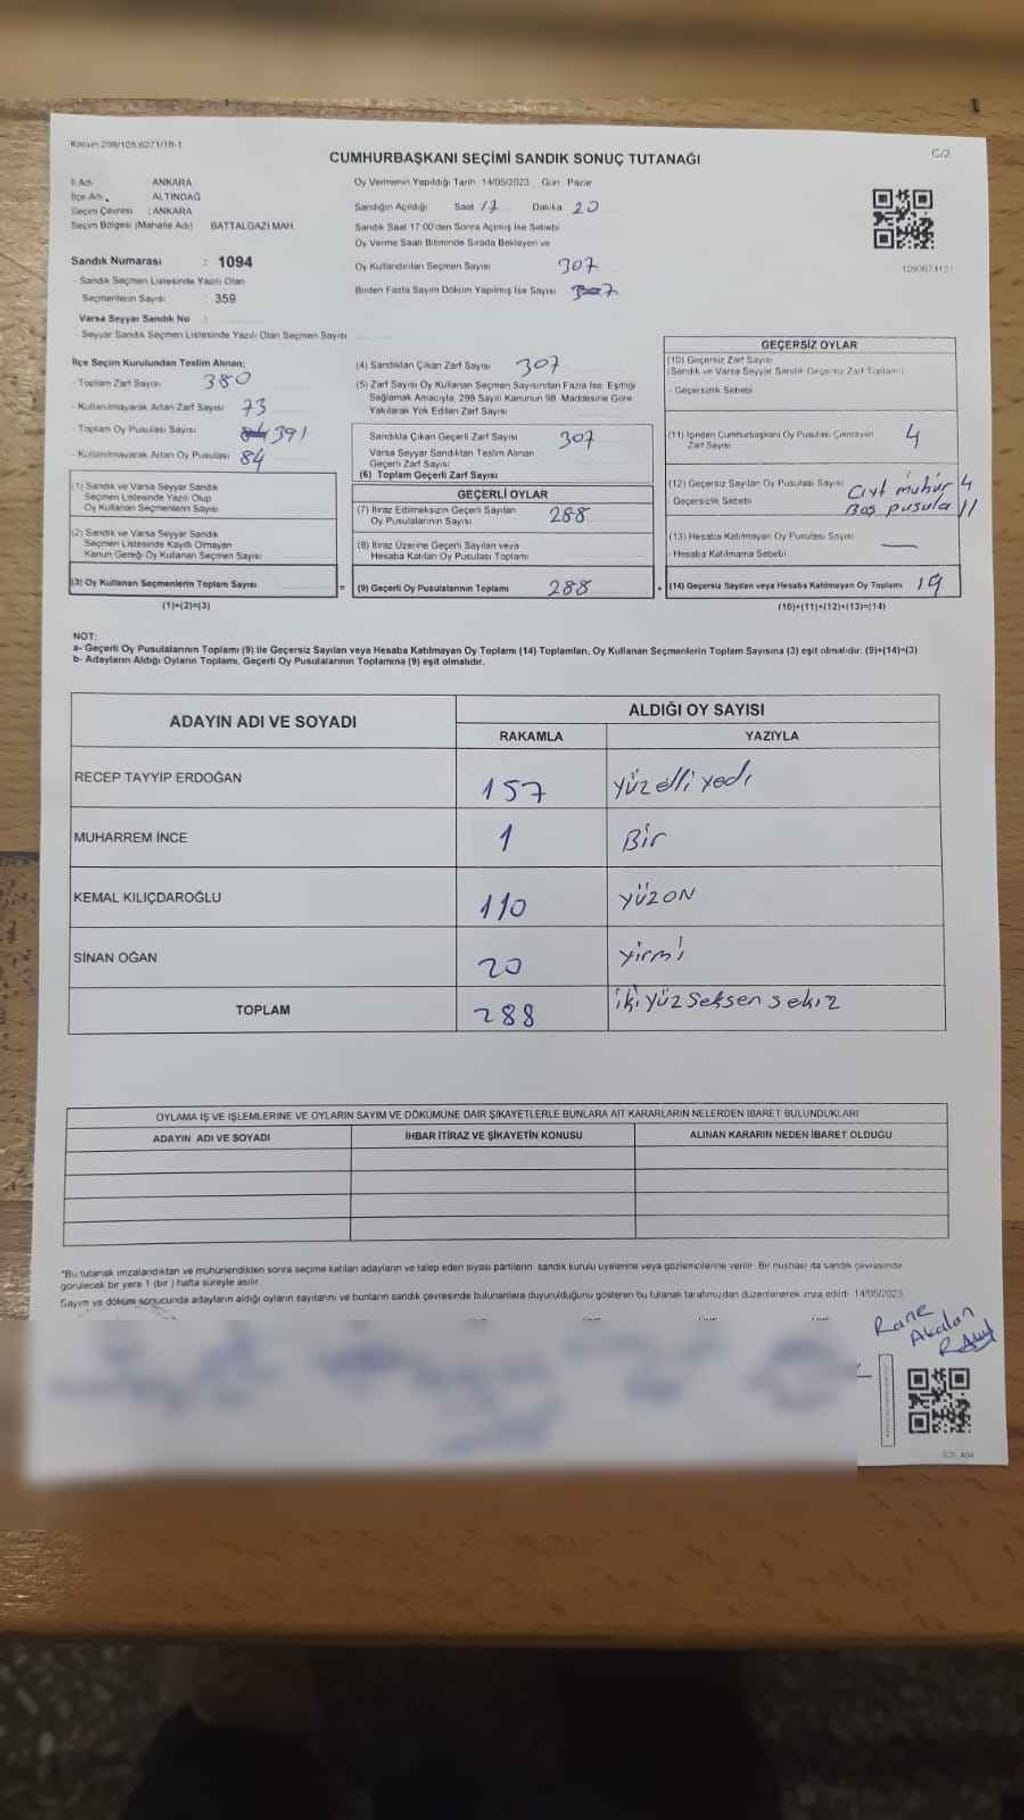 Kanun 298/105,6271/18-1
C/2
CUMHURBAŞKANI SEÇİMİ SANDIK SONUÇ TUTANAĞI
İl Adı ANKARA
İlçe Adı ALTINDAĞ
Seçim Çevresi : ANKARA
Seçim Bölgesi (Mahalle Adı) BATTALGAZİ MAH.
Sandık Numarası : 1094
- Sandık Seçmen Listesinde Yazılı Olan
Seçmenlerin Sayısı : 359
Varsa Seyyar Sandık No :
- Seyyar Sandık Seçmen Listesinde Yazılı Olan Seçmen Sayısı
Oy Vermenin Yapıldığı Tarih 14/05/2023 Gün Pazar
Sandığın Açıldığı Saat 17 Dakika 20
Sandık Saat 17:00'den Sonra Açılmış İse Sebebi
Oy Verme Saati Bitiminde Sırada Bekleyen ve
Oy Kullandırılan Seçmen Sayısı 307
Birden Fazla Sayım Döküm Yapılmış İse Sayısı
İlçe Seçim Kurulundan Teslim Alınan;
- Toplam Zarf Sayısı 380
- Kullanılmayarak Artan Zarf Sayısı 73
- Toplam Oy Pusulası Sayısı 391
- Kullanılmayarak Artan Oy Pusulası 84
(1) Sandık ve Varsa Seyyar Sandık
Seçmen Listesinde Yazılı Olup
Oy Kullanan Seçmenlerin Sayısı
(2) Sandık ve Varsa Seyyar Sandık
Seçmen Listesinde Kayıtlı Olmayan
Kanun Gereği Oy Kullanan Seçmen Sayısı
(3) Oy Kullanan Seçmenlerin Toplam Sayısı
(1)+(2)=(3)
(4) Sandıktan Çıkan Zarf Sayısı 307
(5) Zarf Sayısı Oy Kullanan Seçmen Sayısından Fazla İse; Eşitliği
Sağlamak Amacıyla, 298 Sayılı Kanunun 98. Maddesine Göre
Yakılarak Yok Edilen Zarf Sayısı
Sandıkta Çıkan Geçerli Zarf Sayısı 307
Varsa Seyyar Sandıktan Teslim Alınan
Geçerli Zarf Sayısı
(6) Toplam Geçerli Zarf Sayısı
GEÇERLİ OYLAR
(7) İtiraz Edilmeksizin Geçerli Sayılan
Oy Pusulalarının Sayısı 288
(8) İtiraz Üzerine Geçerli Sayılan veya
Hesaba Katılan Oy Pusulası Toplamı
= (9) Geçerli Oy Pusulalarının Toplamı 288
GEÇERSİZ OYLAR
(10) Geçersiz Zarf Sayısı
(Sandık ve Varsa Seyyar Sandık Geçersiz Zarf Toplamı)
- Geçersizlik Sebebi
(11) İçinden Cumhurbaşkanı Oy Pusulası Çıkmayan
Zarf Sayısı 4
(12) Geçersiz Sayılan Oy Pusulası Sayısı Çift mühür 4
- Geçersizlik Sebebi Boş pusula 11
(13) Hesaba Katılmayan Oy Pusulası Sayısı —
- Hesaba Katılmama Sebebi
+ (14) Geçersiz Sayılan veya Hesaba Katılmayan Oy Toplamı 19
(10)+(11)+(12)+(13)=(14)
NOT:
a- Geçerli Oy Pusulalarının Toplamı (9) ile Geçersiz Sayılan veya Hesaba Katılmayan Oy Toplamı (14) Toplamları, Oy Kullanan Seçmenlerin Toplam Sayısına (3) eşit olmalıdır. (9)+(14)=(3)
b- Adayların Aldığı Oyların Toplamı, Geçerli Oy Pusulalarının Toplamına (9) eşit olmalıdır.
ADAYIN ADI VE SOYADI
ALDIĞI OY SAYISI
RAKAMLA YAZIYLA
RECEP TAYYİP ERDOĞAN 157 yüzelli yedi
MUHARREM İNCE 1 Bir
KEMAL KILIÇDAROĞLU 110 YÜZON
SİNAN OĞAN 20 yirmi
TOPLAM 288 iki yüz seksen sekiz
OYLAMA İŞ VE İŞLEMLERİNE VE OYLARIN SAYIM VE DÖKÜMÜNE DAİR ŞİKAYETLERLE BUNLARA AİT KARARLARIN NELERDEN İBARET BULUNDUKLARI
ADAYIN ADI VE SOYADI İHBAR İTİRAZ VE ŞİKAYETİN KONUSU ALINAN KARARIN NEDEN İBARET OLDUĞU
*Bu tutanak imzalandıktan ve mühürlendikten sonra seçime katılan adayların ve talep eden siyasi partilerin sandık kurulu üyelerine veya gözlemcilerine verilir. Bir nüshası da sandık çevresinde
görülecek bir yere 1 (bir) hafta süreyle asılır.
Sayım ve döküm sonucunda adayların aldığı oyların sayılarını ve bunların sandık çevresinde bulunanlara duyurulduğunu gösteren bu tutanak tarafımızdan düzenlenerek imza edildi. 14/05/2023
Akalan